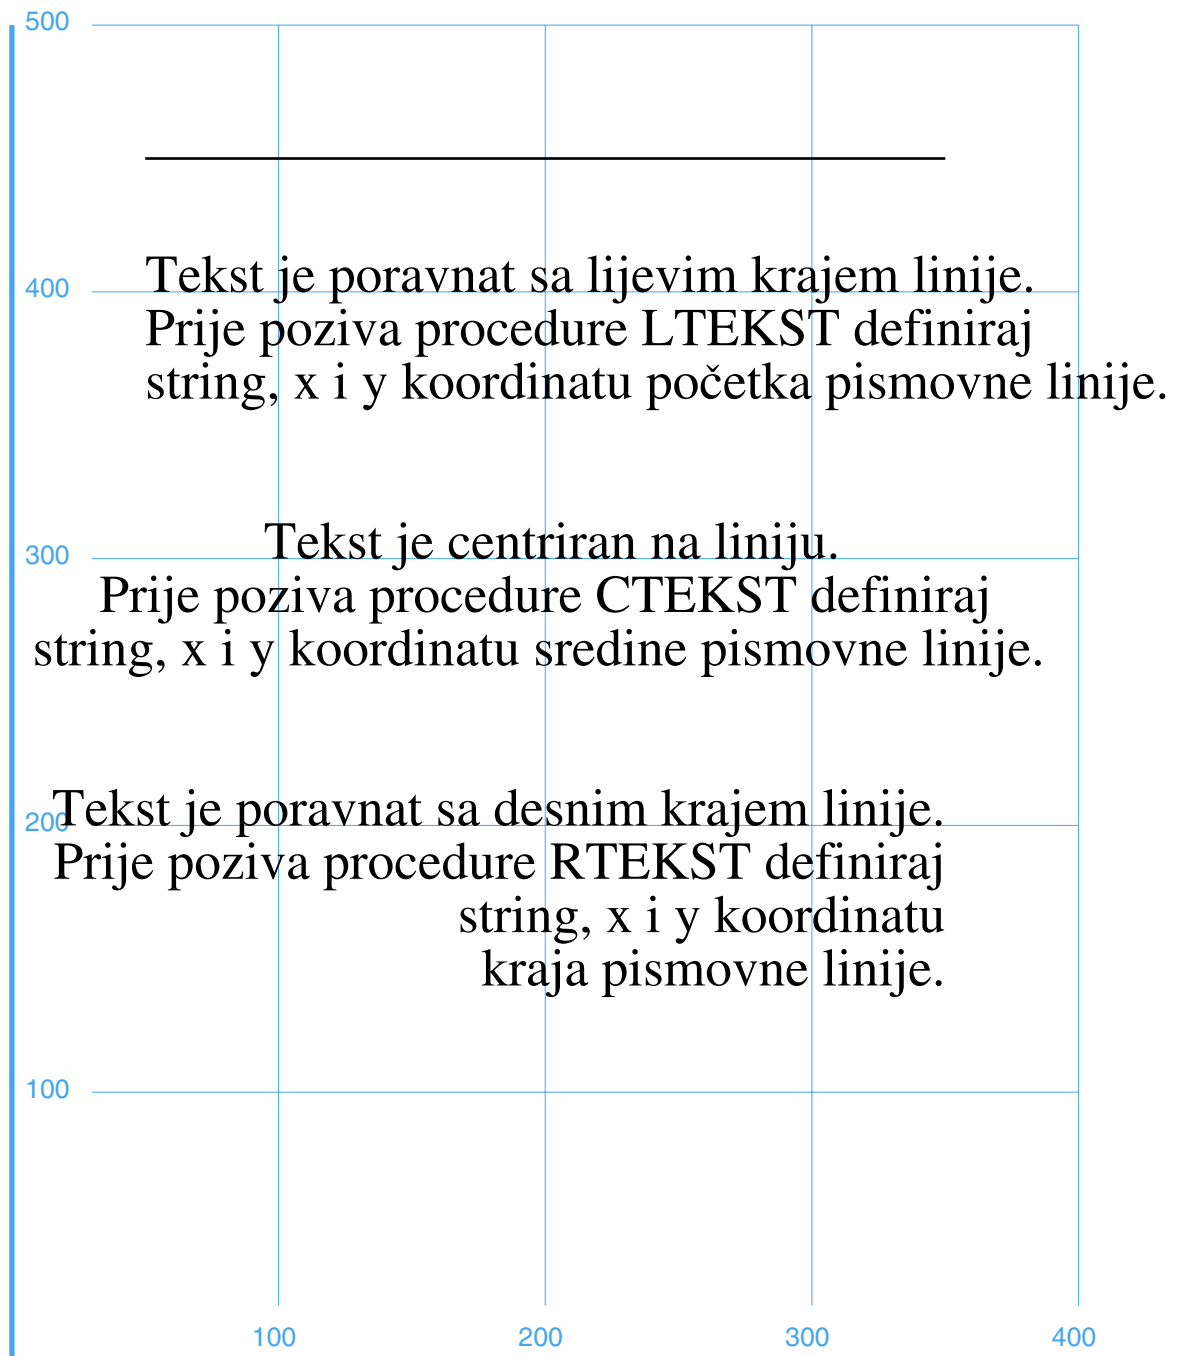 500
400
Tekst je poravnat sa lijevim krajem linije.
Prije poziva procedure LTEKST definiraj
string, x i y koordinatu početka pismovne linije.
300
Tekst je centriran na liniju.
Prije poziva procedure CTEKST definiraj
string, x i y koordinatu sredine pismovne linije.
200
Tekst je poravnat sa desnim krajem linije.
Prije poziva procedure RTEKST definiraj
string, x i y koordinatu
kraja pismovne linije.
100
100 200 300 400